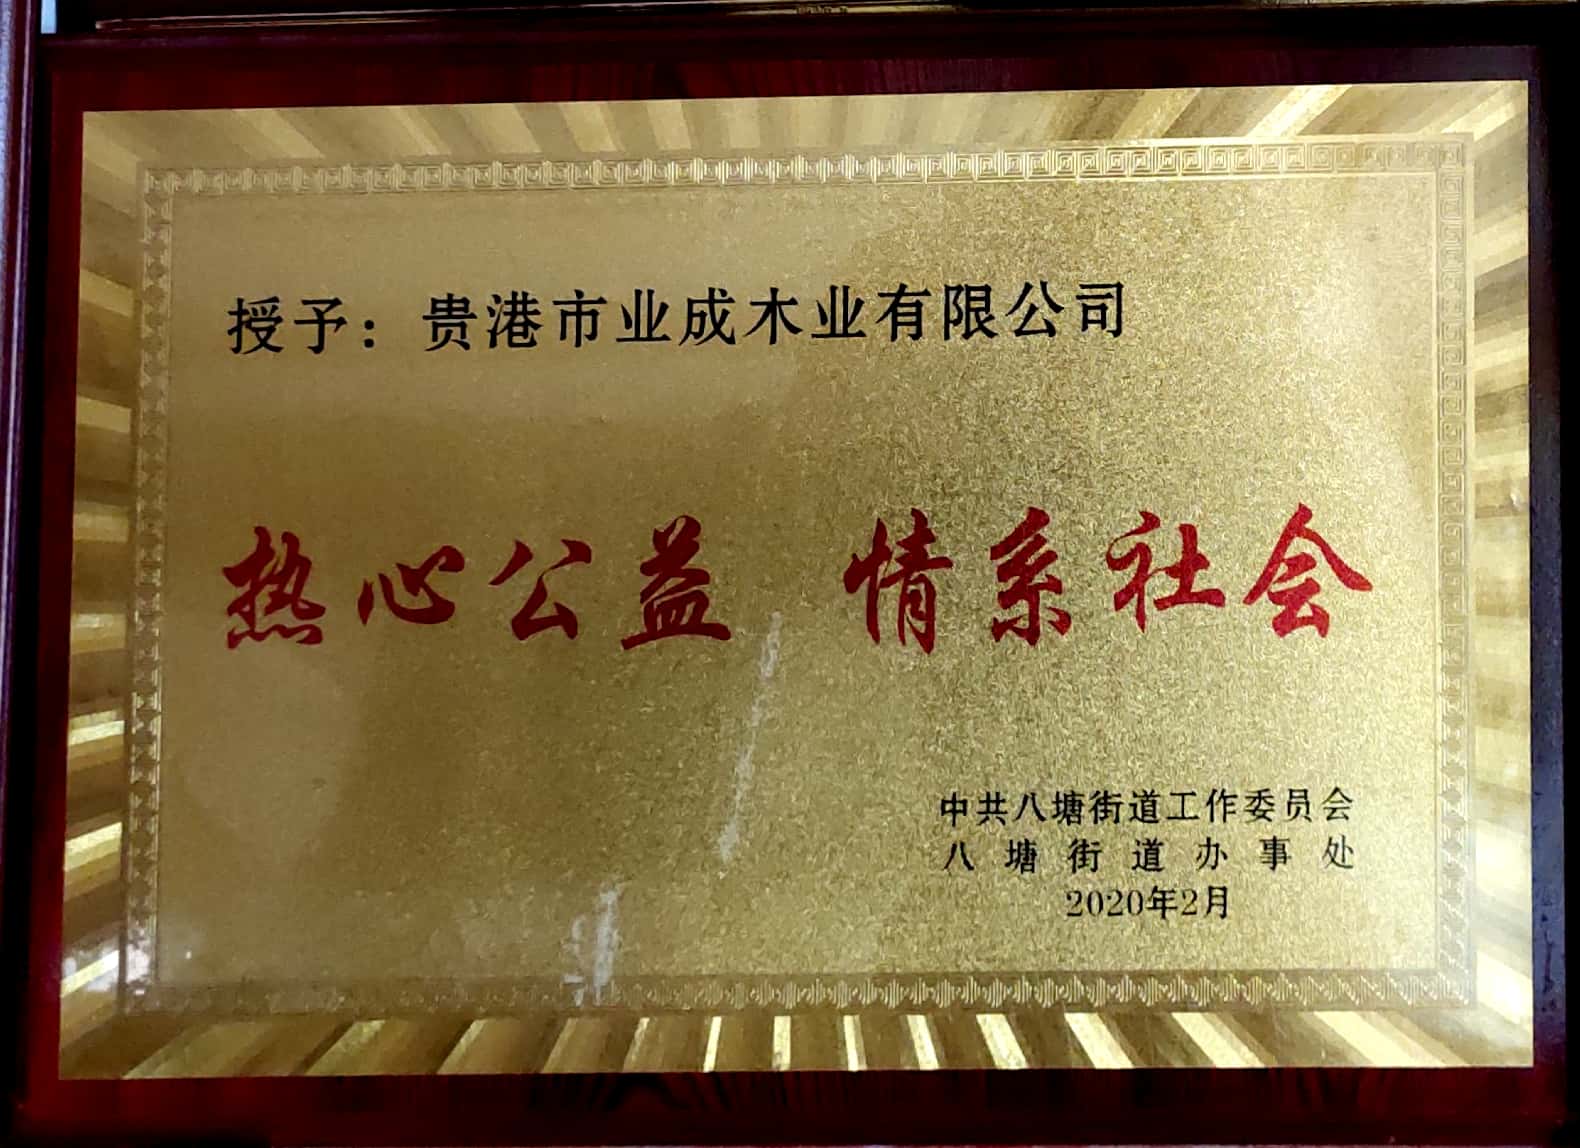 授予：贵港市业成木业有限公司
热心公益 情系社会
中共八塘街道工作委员会
八塘街道办事处
2020年2月